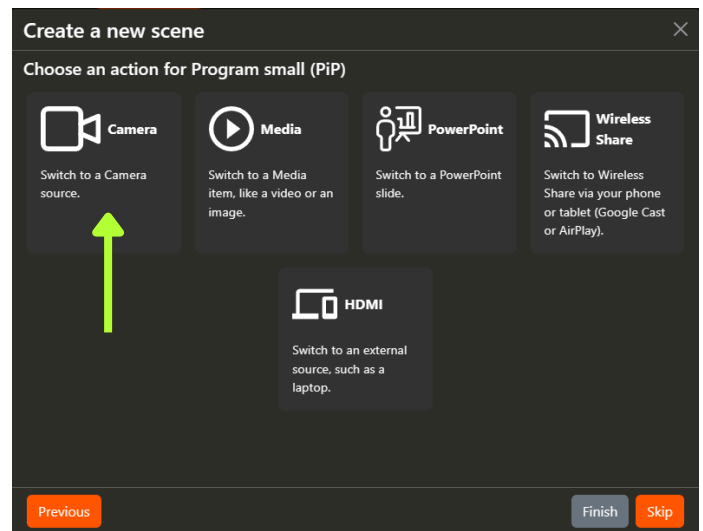 Create a new scene
Choose an action for Program small (PiP)
Camera
Switch to a Camera
source.
Media
Switch to a Media
item, like a video or an
image.
PowerPoint
Switch to a PowerPoint
slide.
Wireless
Share
Switch to Wireless
Share via your phone
or tablet (Google Cast
or AirPlay).
HDMI
Switch to an external
source, such as a
laptop.
Previous
Finish
Skip